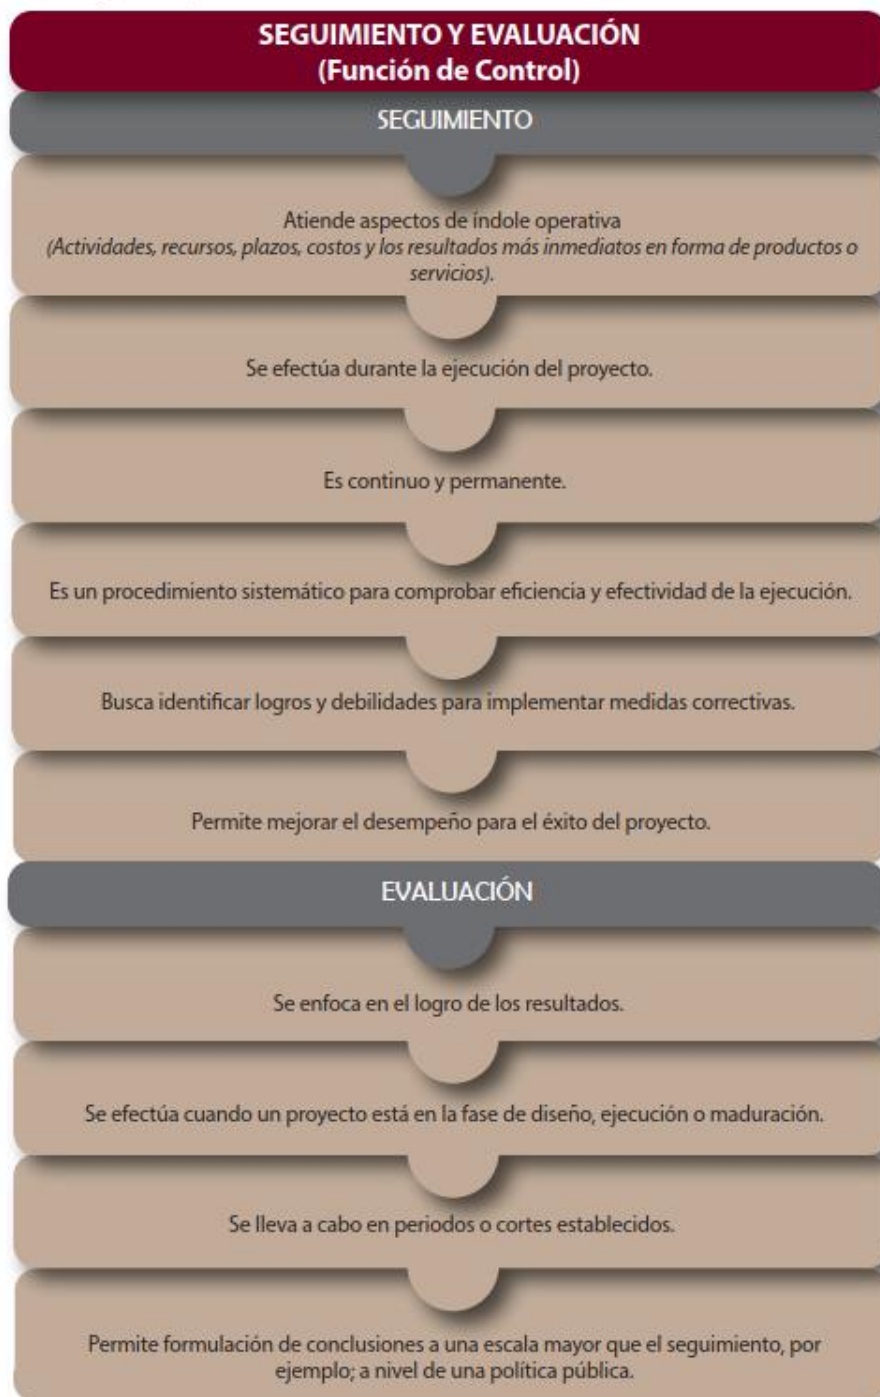 SEGUIMIENTO Y EVALUACIÓN
(Función de Control)
SEGUIMIENTO
Atiende aspectos de índole operativa
(Actividades, recursos, plazos, costos y los resultados más inmediatos en forma de productos o
servicios).
Se efectúa durante la ejecución del proyecto.
Es continuo y permanente.
Es un procedimiento sistemático para comprobar eficiencia y efectividad de la ejecución.
Busca identificar logros y debilidades para implementar medidas correctivas.
Permite mejorar el desempeño para el éxito del proyecto.
EVALUACIÓN
Se enfoca en el logro de los resultados.
Se efectúa cuando un proyecto está en la fase de diseño, ejecución o maduración.
Se lleva a cabo en periodos o cortes establecidos.
Permite formulación de conclusiones a una escala mayor que el seguimiento, por
ejemplo; a nivel de una política pública.